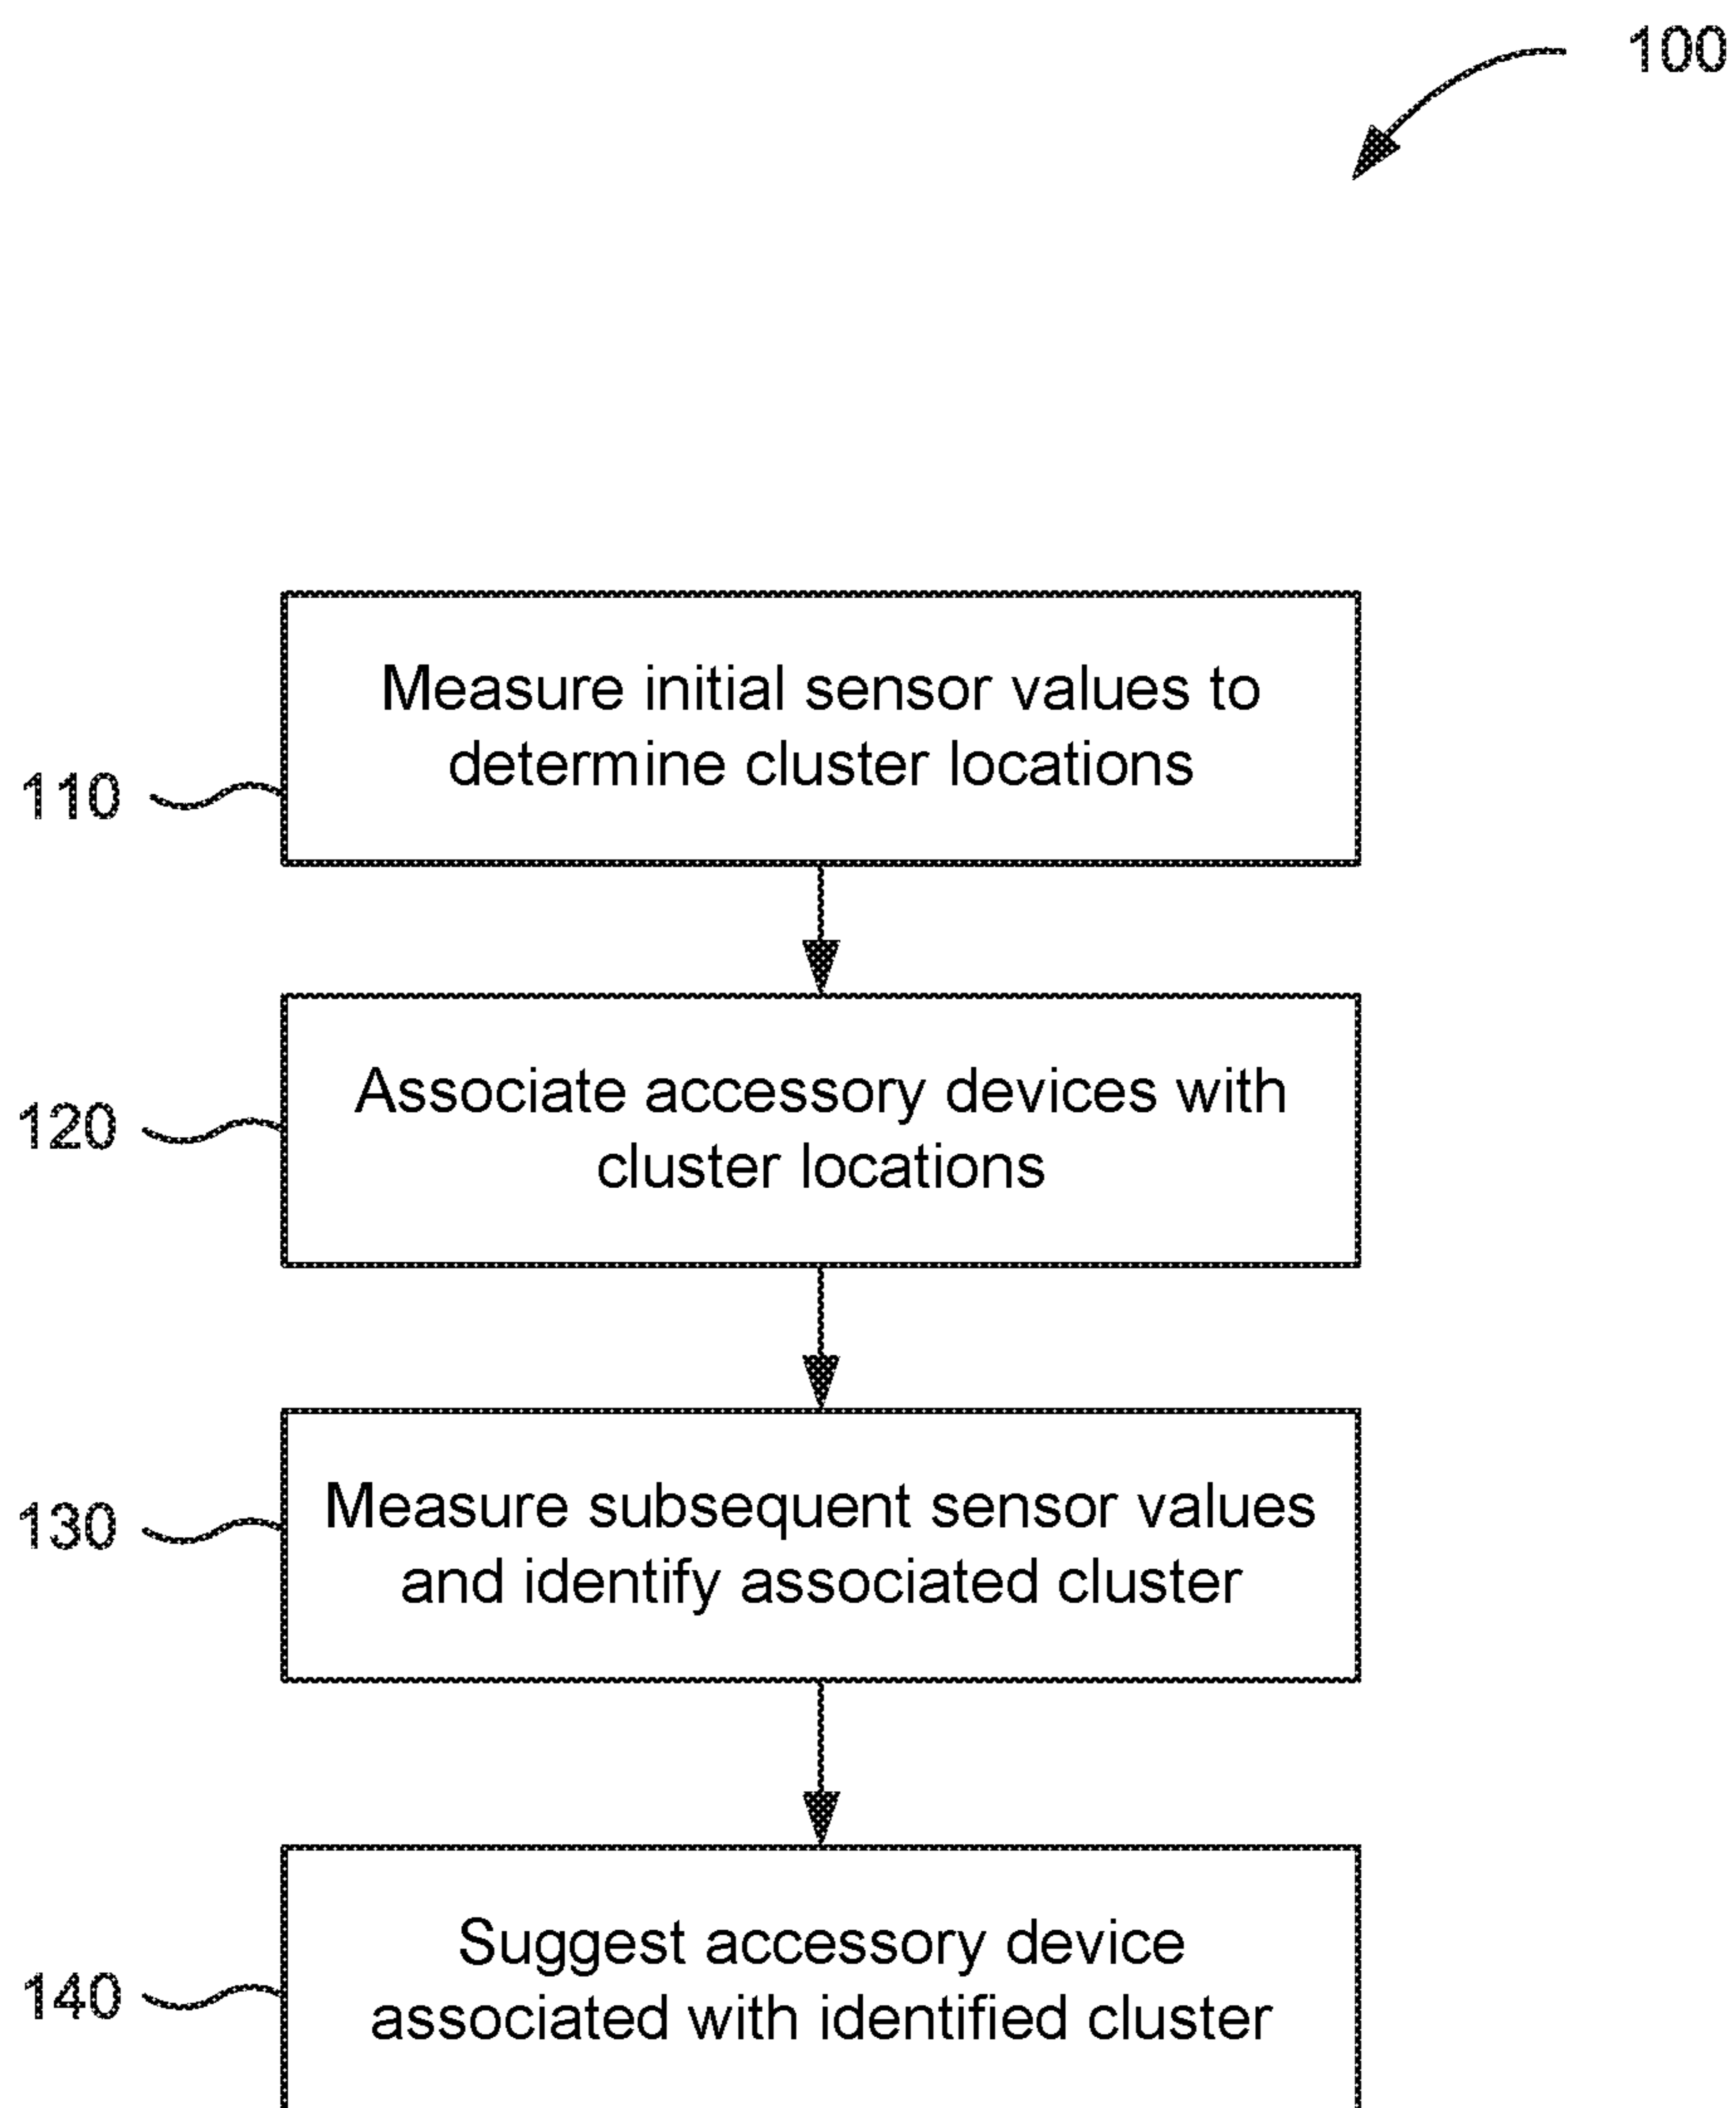 100
Measure initial sensor values to
determine cluster locations
110
Associate accessory devices with
cluster locations
120
Measure subsequent sensor values
and identify associated cluster
130
Suggest accessory device
associated with identified cluster
140